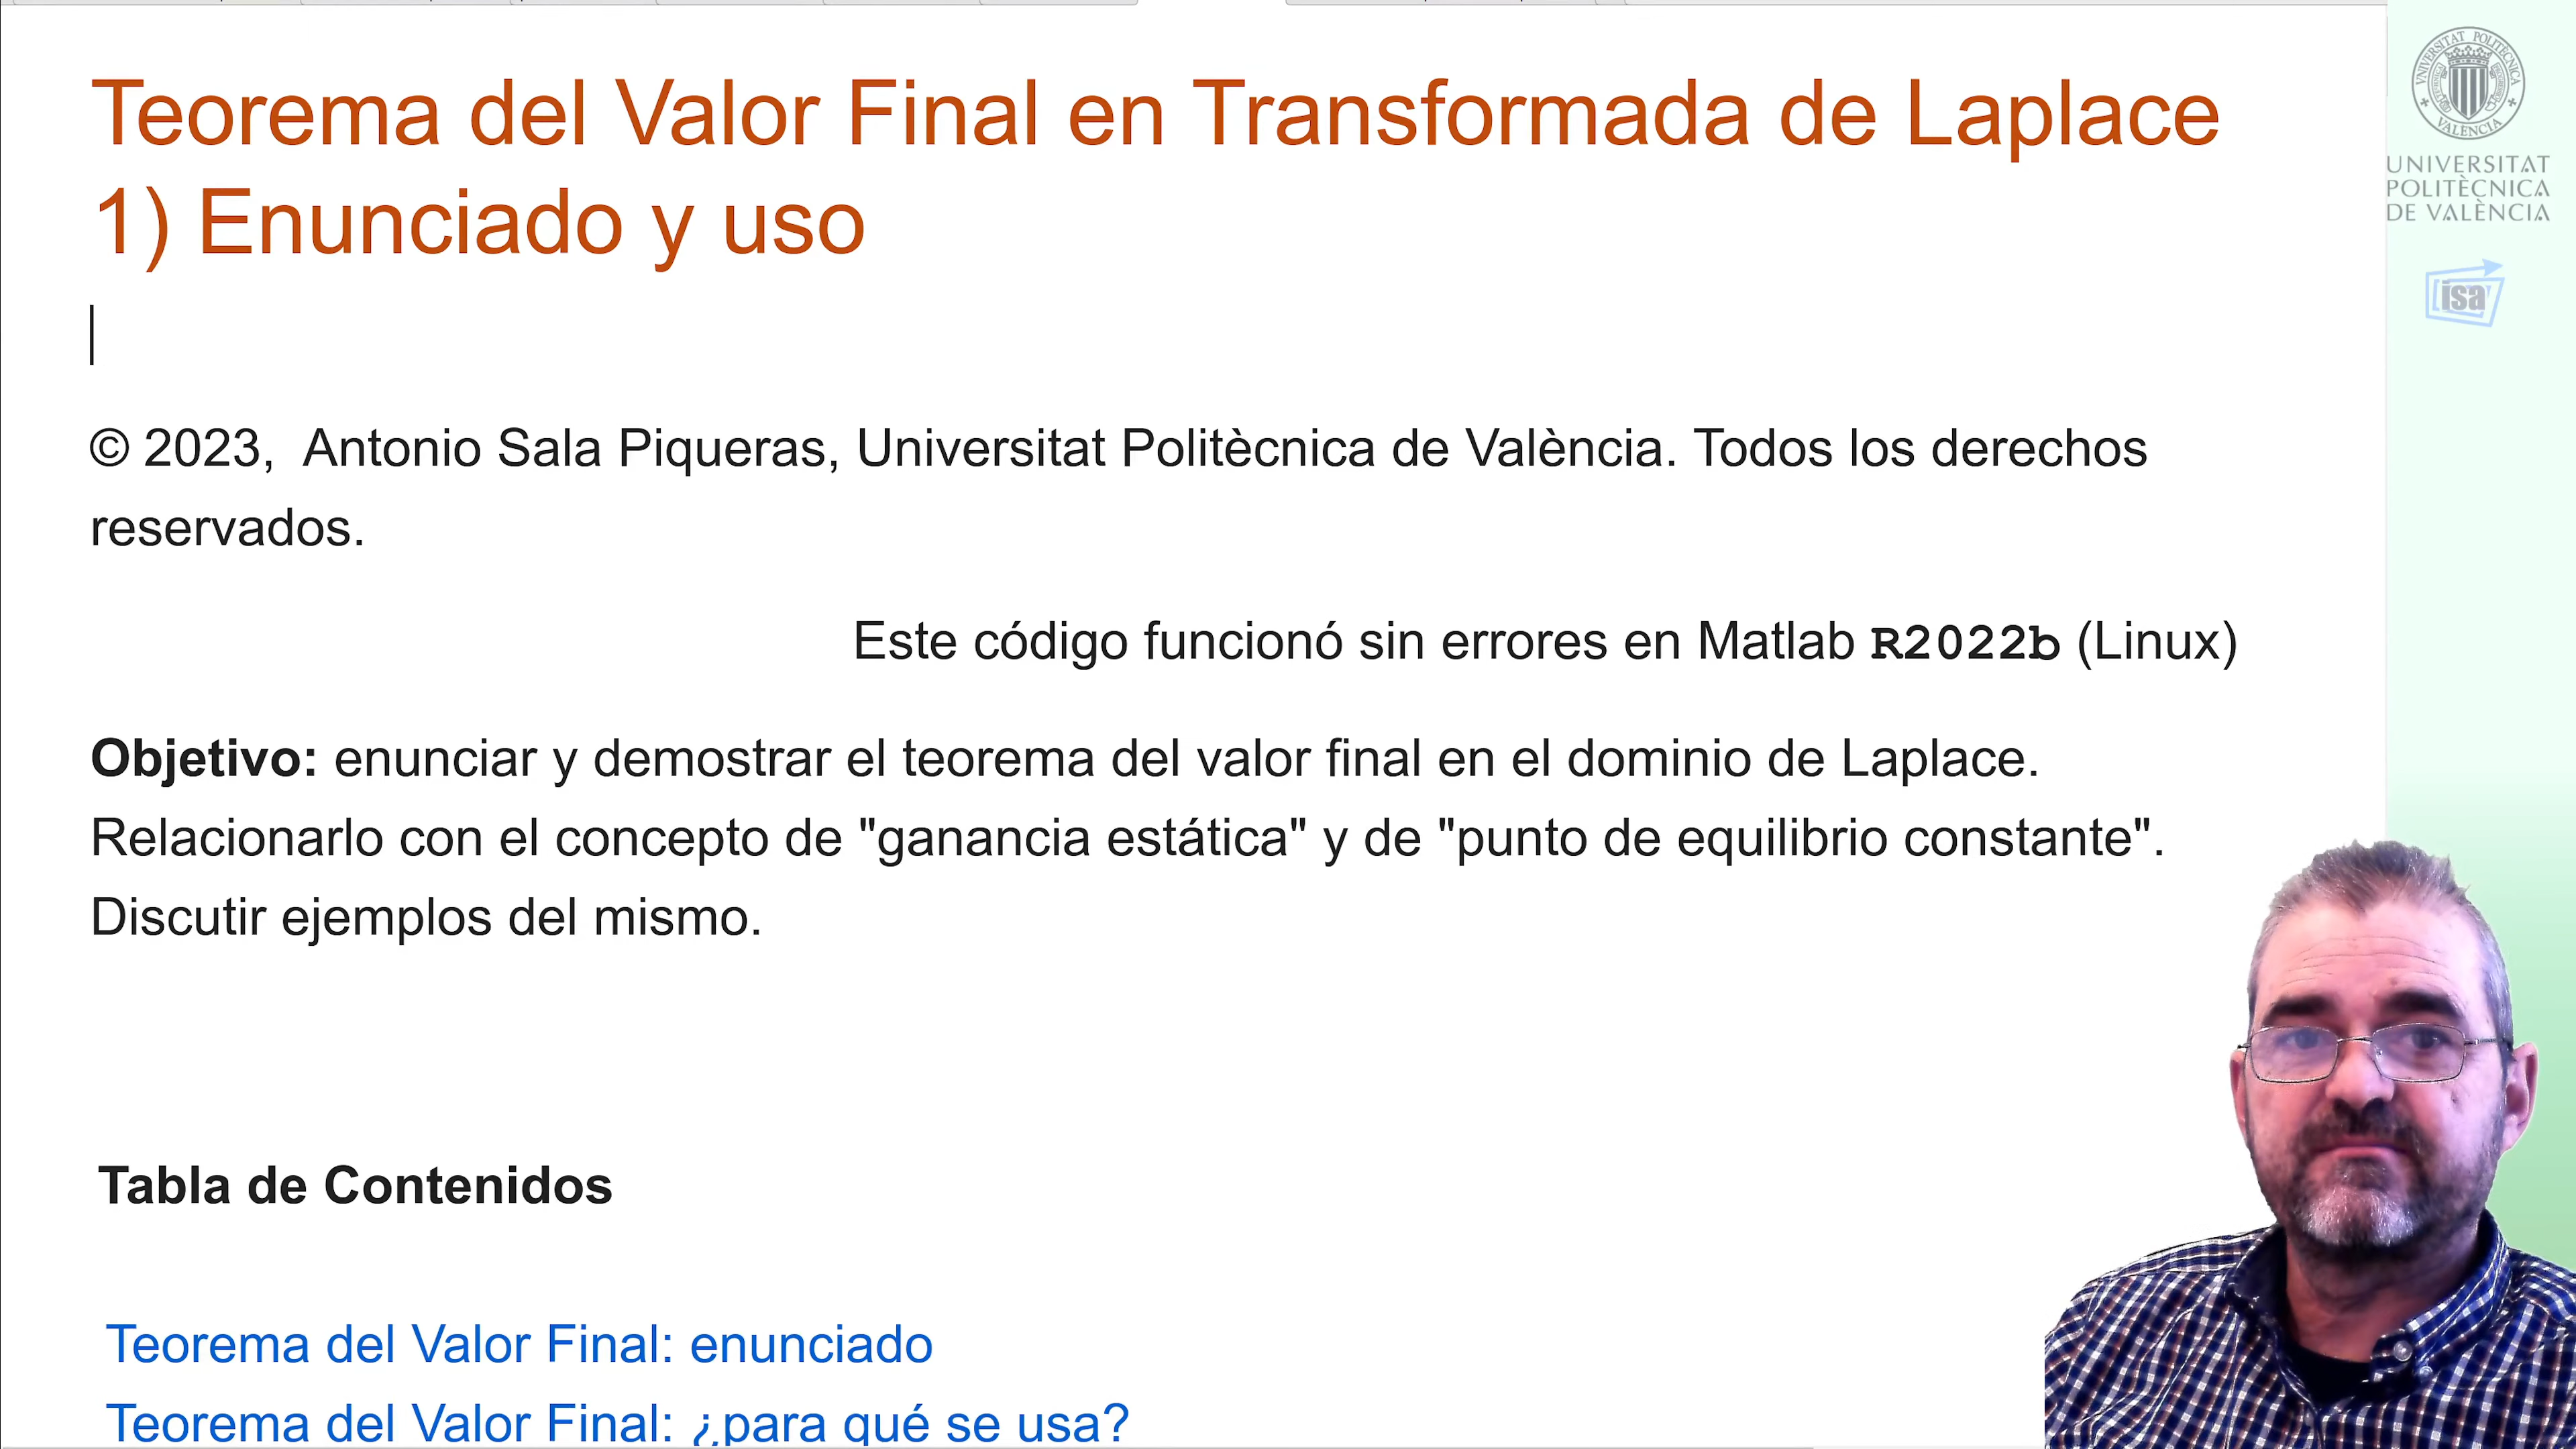 Teorema del Valor Final en Transformada de Laplace
1) Enunciado y uso
© 2023, Antonio Sala Piqueras, Universitat Politècnica de València. Todos los derechos
reservados.
Este código funcionó sin errores en Matlab R2022b (Linux)
Objetivo: enunciar y demostrar el teorema del valor final en el dominio de Laplace.
Relacionarlo con el concepto de "ganancia estática" y de "punto de equilibrio constante".
Discutir ejemplos del mismo.
Tabla de Contenidos
Teorema del Valor Final: enunciado
Teorema del Valor Final: ¿para qué se usa?
UNIVERSITAT POLITÈCNICA
VALÈNCIA
UNIVERSITAT
POLITÈCNICA
DE VALÈNCIA
isa